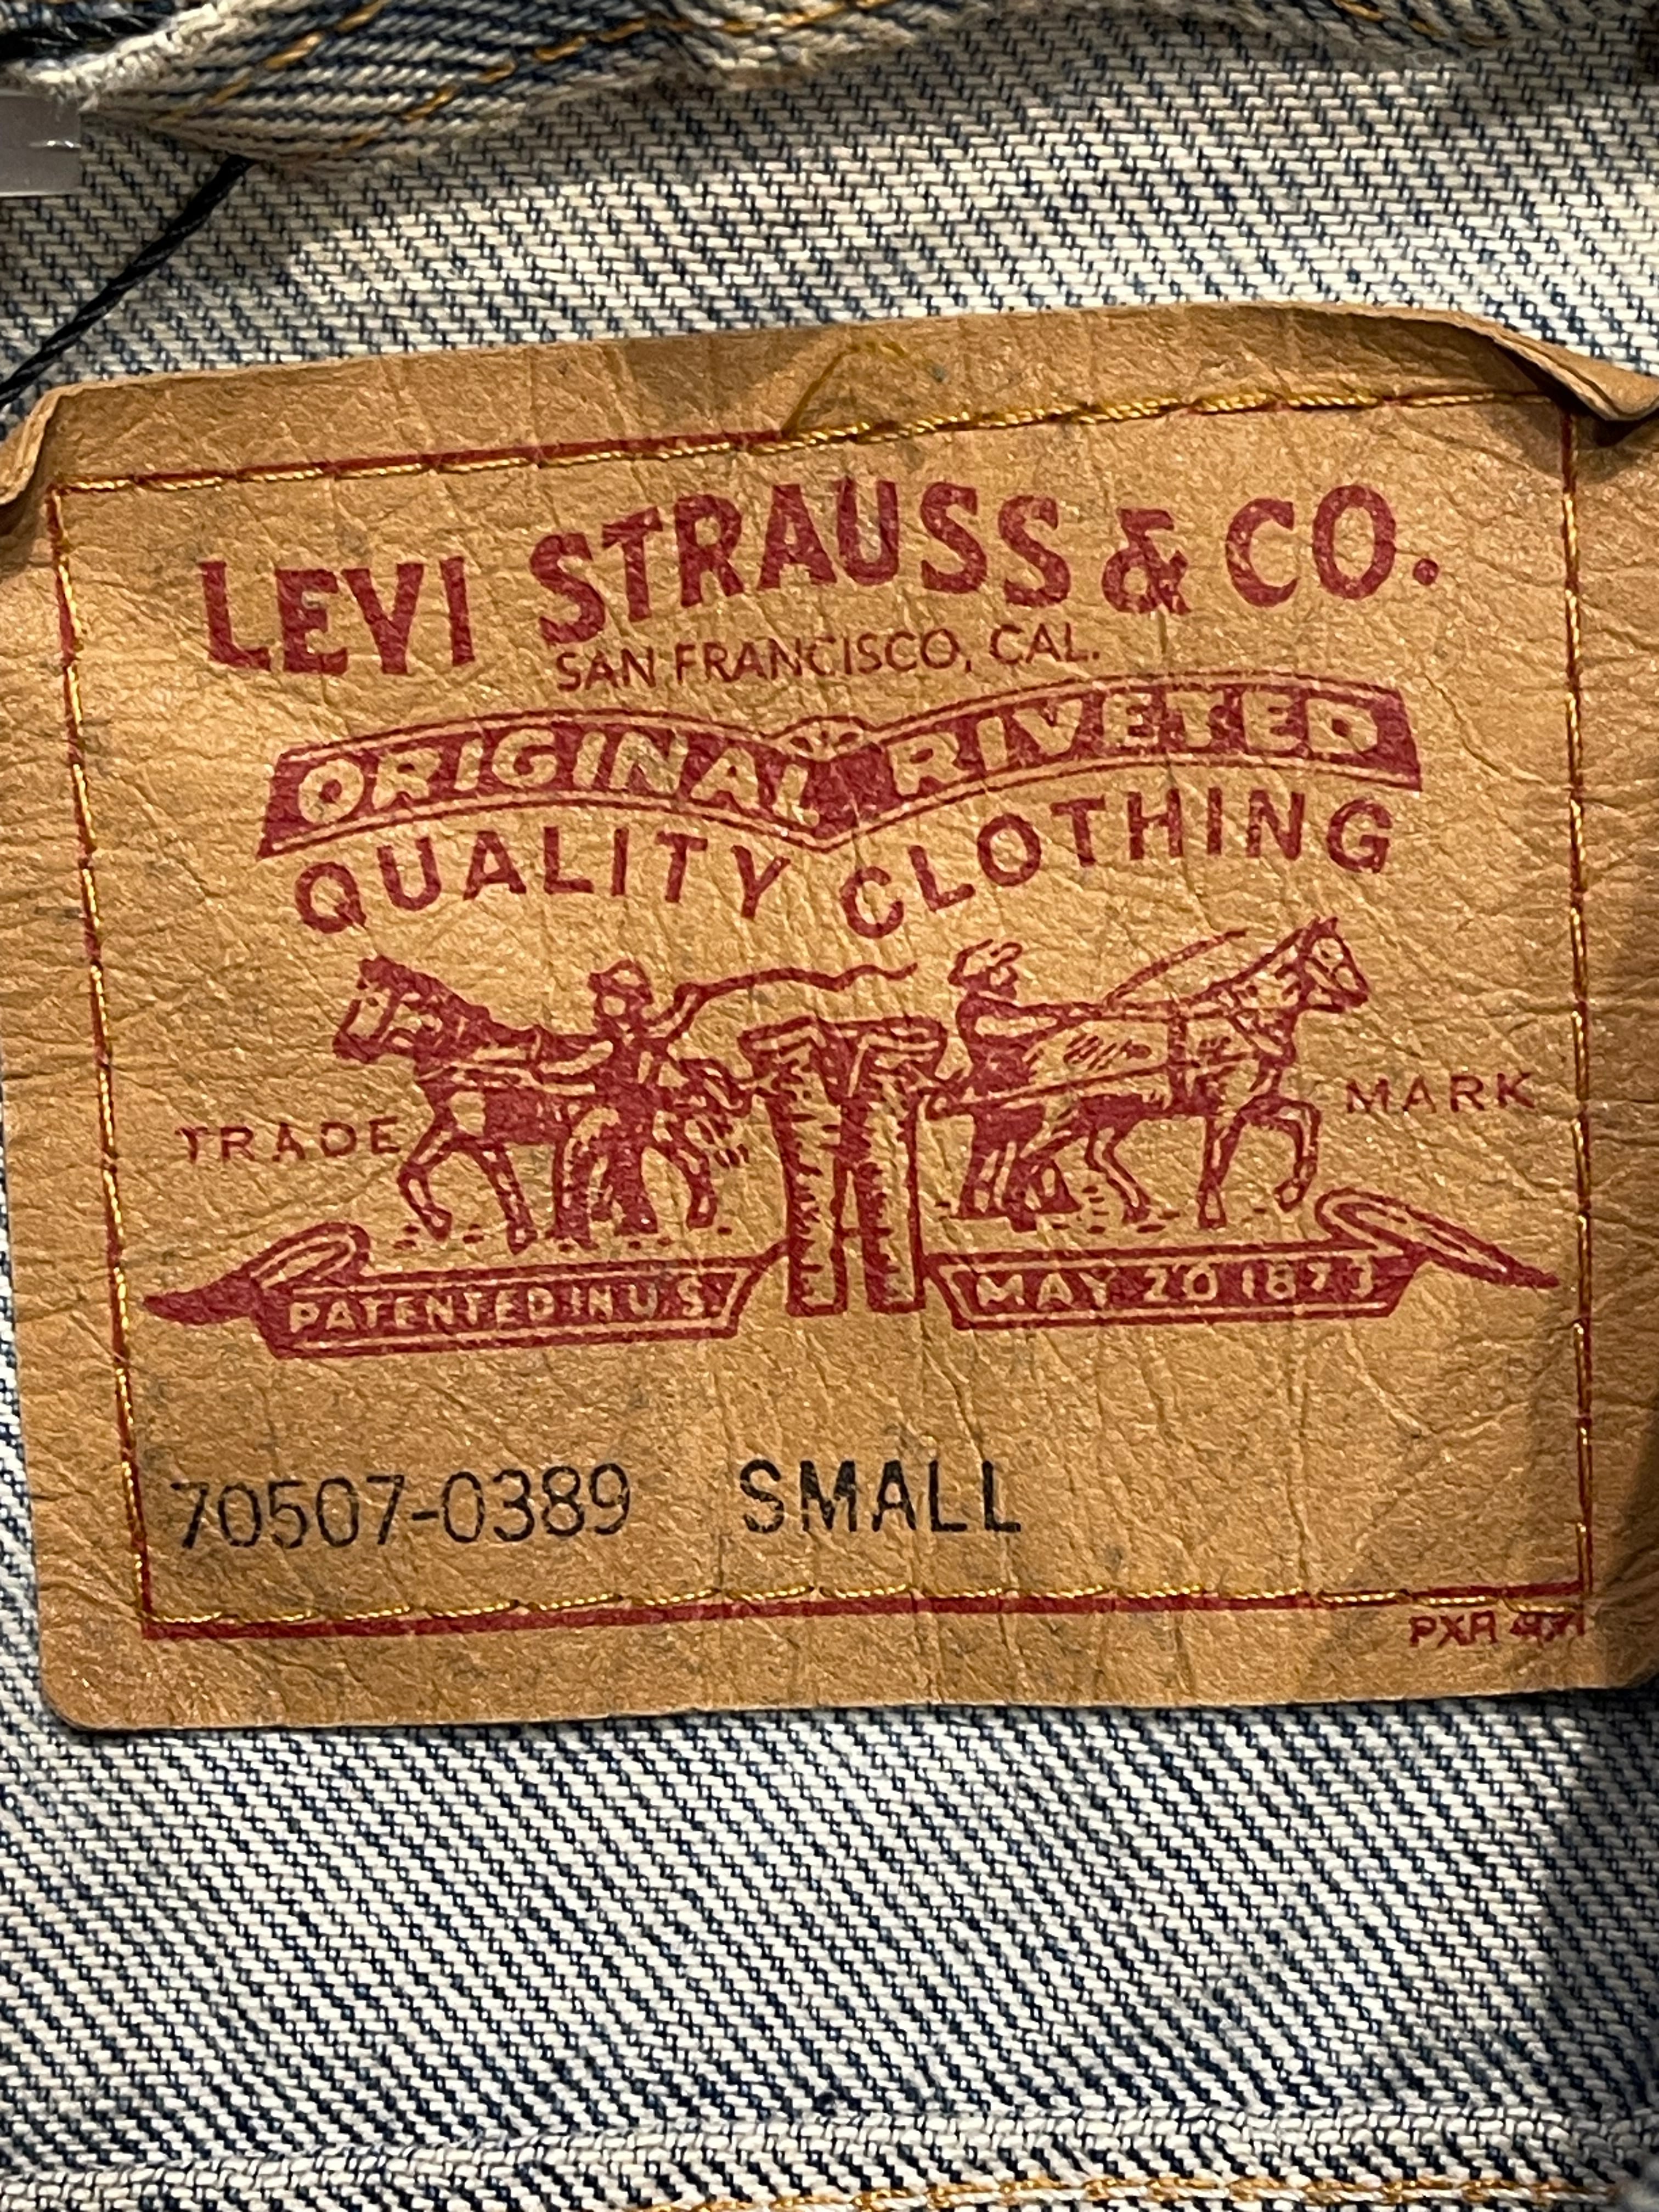 LEVI STRAUSS & CO.
SAN FRANCISCO, CAL.
ORIGINAL RIVETED
QUALITY CLOTHING
TRADE MARK
PATENTED IN U.S. MAY 20 1873
70507-0389 SMALL